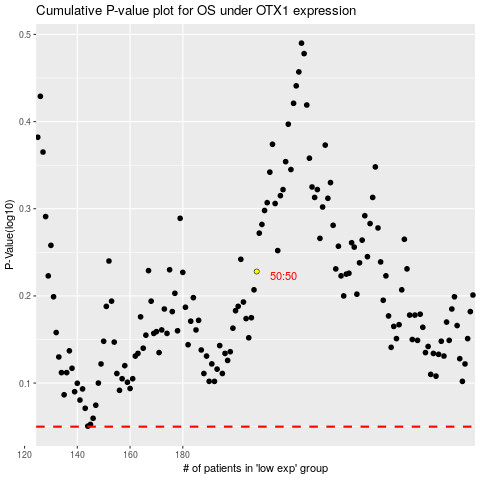 Cumulative P-value plot for OS under OTX1 expression
0.5
0.4
0.3
0.2
0.1
P-Value(log10)
50:50
120 140 160 180
# of patients in 'low exp' group